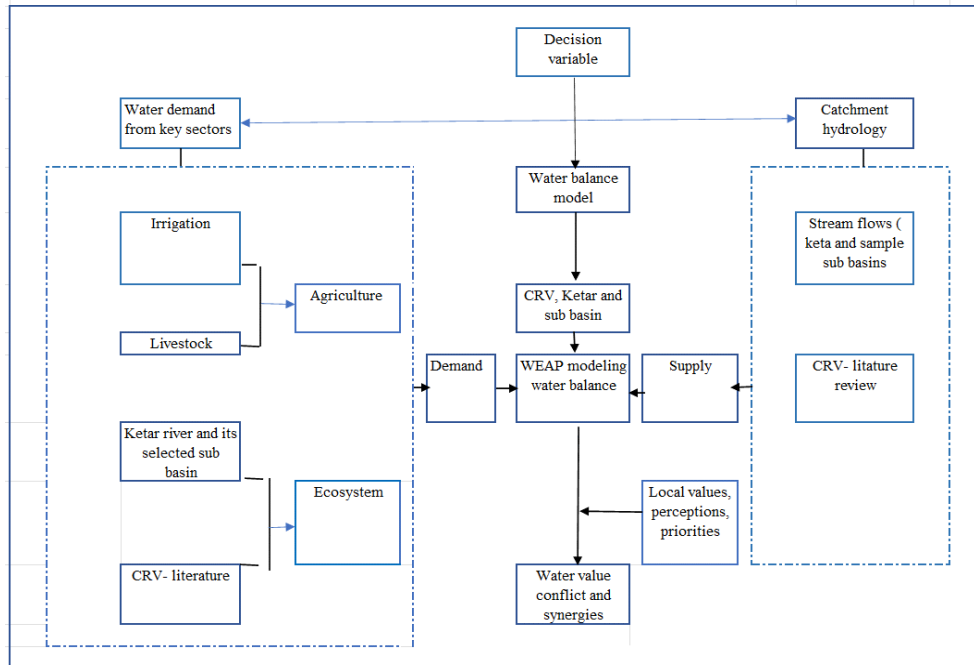 Decision
variable
Water demand
from key sectors
Catchment
hydrology
Water balance
model
Irrigation
Stream flows (
keta and sample
sub basins
Agriculture
CRV, Ketar and
sub basin
Livestock
Demand
WEAP modeling
water balance
Supply
CRV- litature
review
Ketar river and its
selected sub
basin
Ecosystem
Local values,
perceptions,
priorities
CRV- literature
Water value
conflict and
synergies